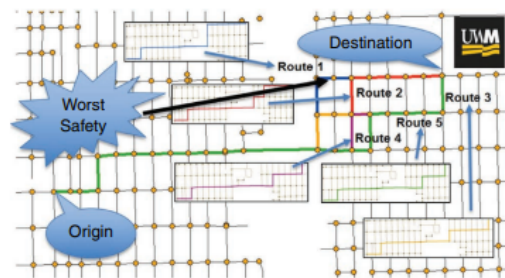 UWM
Destination
Route 1
Worst
Safety
Route 2
Route 3
Route 4
Route 5
Origin